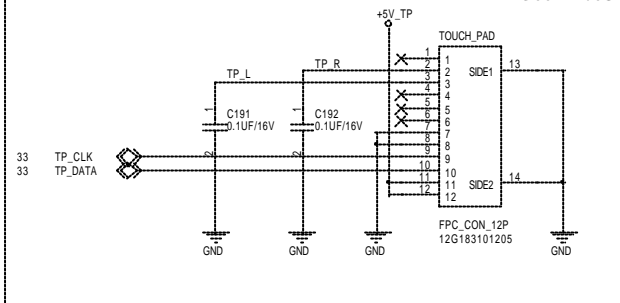 +5V_TP
TOUCH_PAD
1 1
2 2
3 3
4 4
5 5
6 6
7 7
8 8
9 9
10 10
11 11
12 12
SIDE1 13
SIDE2 14
TP_R
TP_L
1 C191
0.1UF/16V
2
1 C192
0.1UF/16V
2
33 TP_CLK
33 TP_DATA
FPC_CON_12P
12G183101205
GND GND GND GND